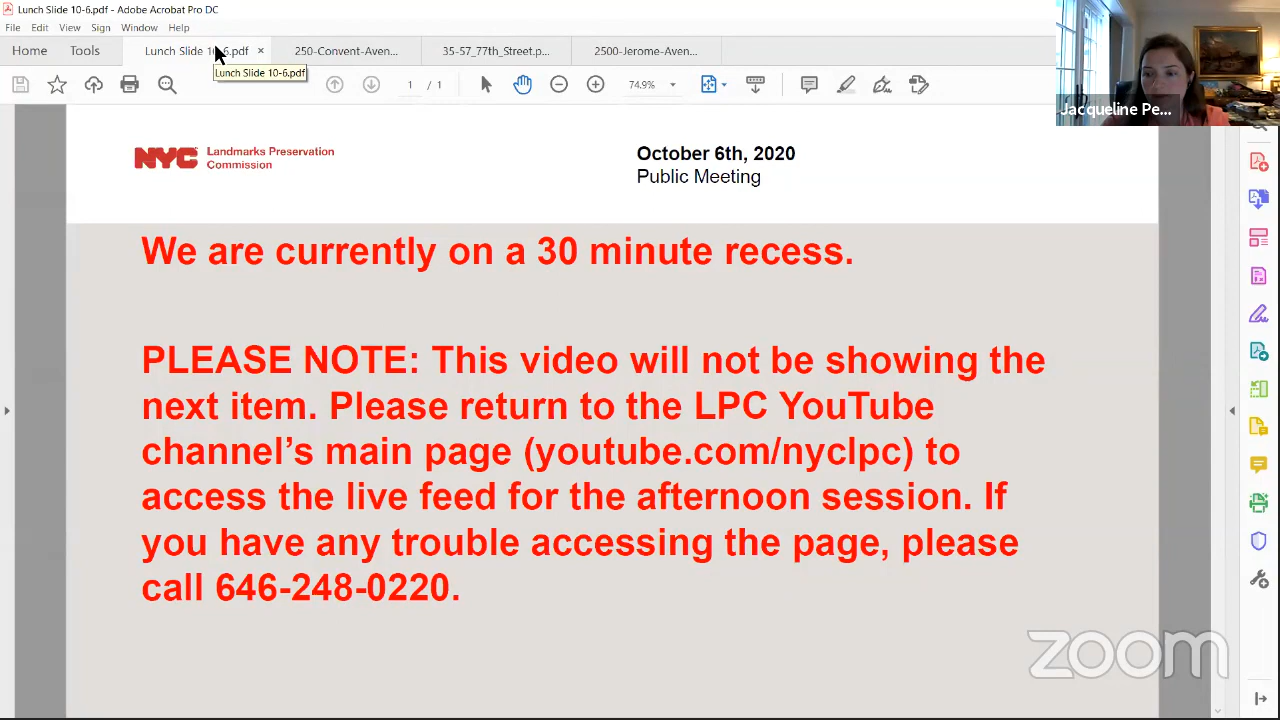 Lunch Slide 10-6.pdf - Adobe Acrobat Pro DC
File Edit View Sign Window Help
Home Tools Lunch Slide 10-6.pdf × 250-Convent-Aven... 35-57_77th_Street.p... 2500-Jerome-Aven...
Lunch Slide 10-6.pdf
1 / 1 74.9%
Jacqueline Pe...
NYC Landmarks Preservation
Commission
October 6th, 2020
Public Meeting
We are currently on a 30 minute recess.
PLEASE NOTE: This video will not be showing the
next item. Please return to the LPC YouTube
channel’s main page (youtube.com/nyclpc) to
access the live feed for the afternoon session. If
you have any trouble accessing the page, please
call 646-248-0220.
zoom